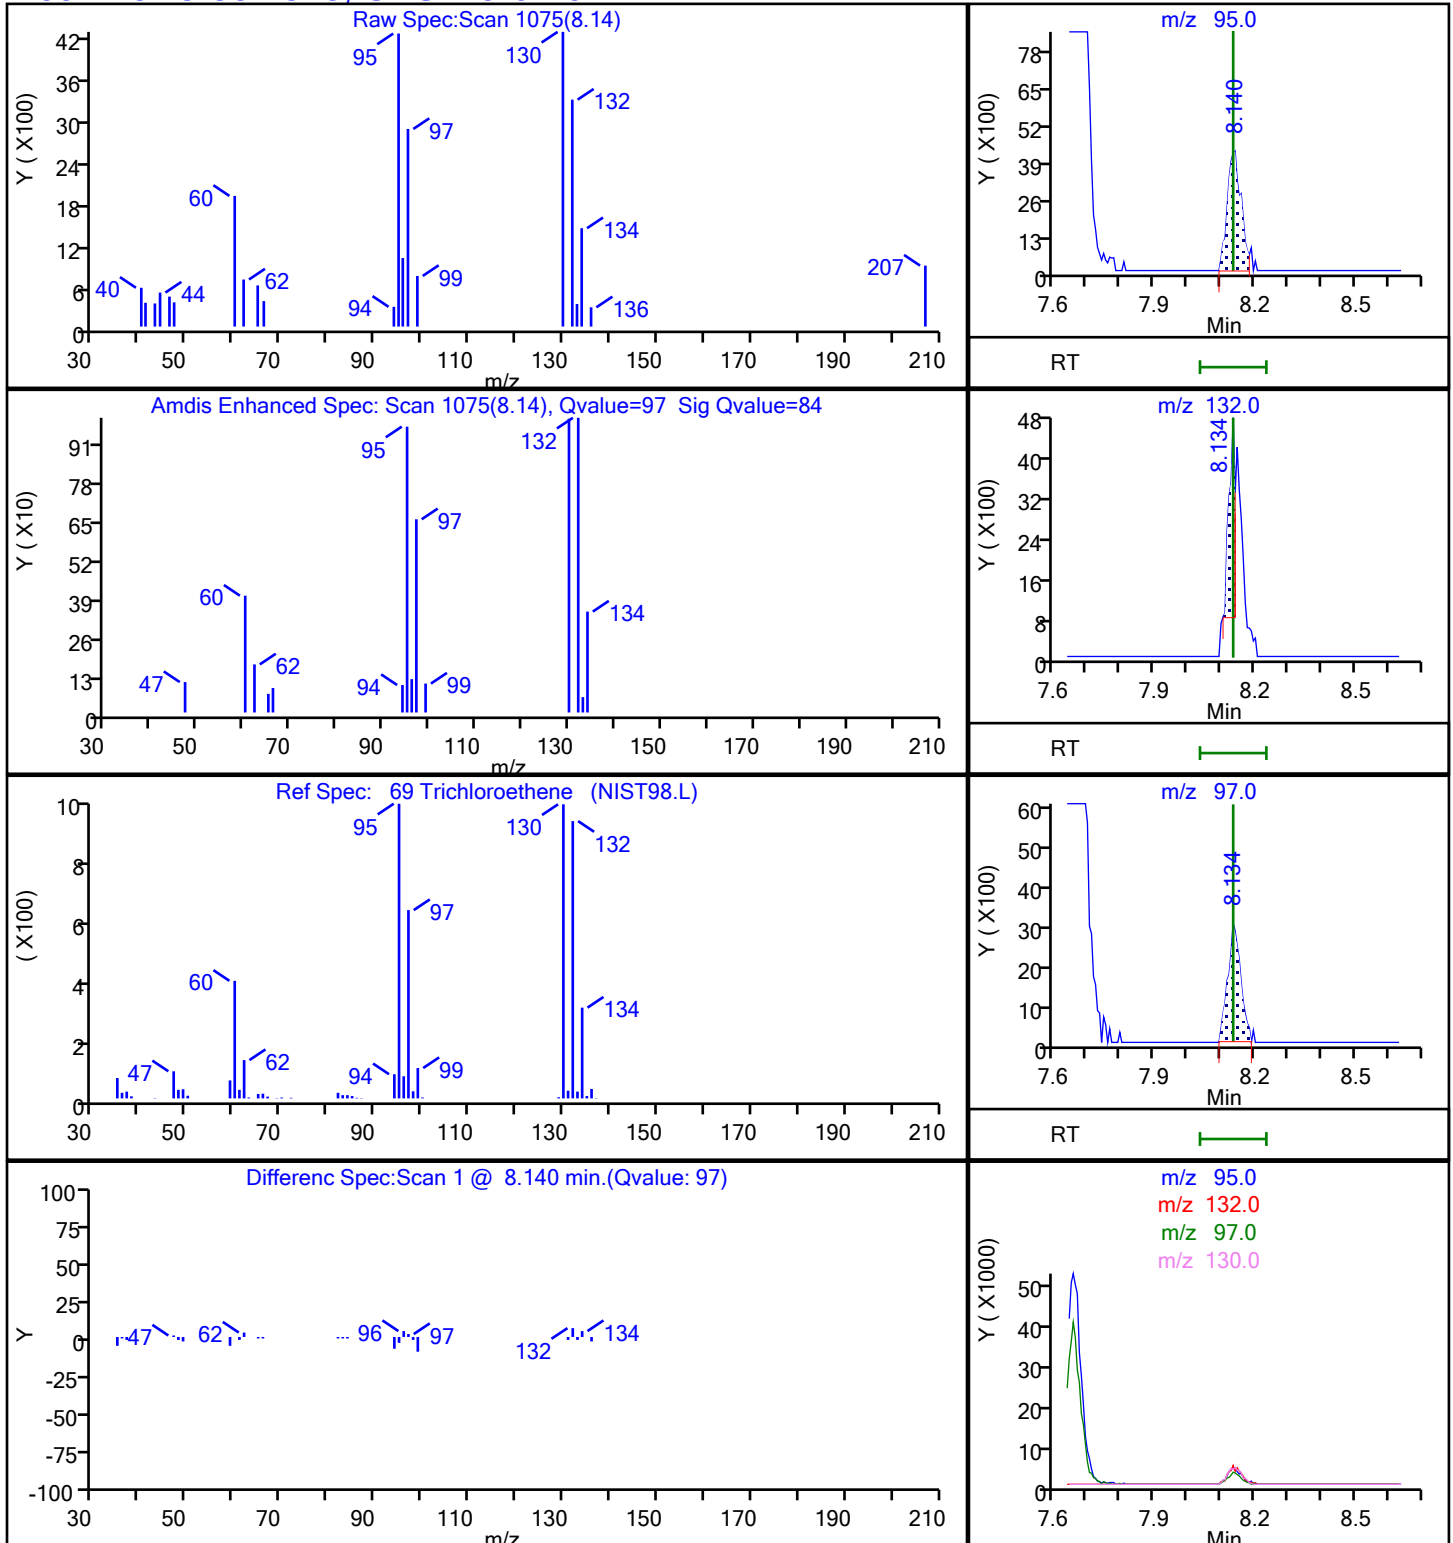 Raw Spec:Scan 1075(8.14)
Y ( X100)
42
36
30
24
18
12
6
0
95
130
132
97
60
134
99
62
40
44
94
136
207
30 50 70 90 110 130 150 170 190 210
m/z
m/z 95.0
Y ( X100)
78
65
52
39
26
13
0
8.140
7.6 7.9 8.2 8.5
Min
RT
Amdis Enhanced Spec: Scan 1075(8.14), Qvalue=97 Sig Qvalue=84
Y ( X10)
91
78
65
52
39
26
13
0
95
132
97
60
134
62
47
94
99
30 50 70 90 110 130 150 170 190 210
m/z
m/z 132.0
Y ( X100)
48
40
32
24
16
8
0
8.134
7.6 7.9 8.2 8.5
Min
RT
Ref Spec: 69 Trichloroethene (NIST98.L)
( X100)
10
8
6
4
2
0
95
130
132
97
60
134
47
62
94
99
30 50 70 90 110 130 150 170 190 210
m/z
m/z 97.0
Y ( X100)
60
50
40
30
20
10
0
8.134
7.6 7.9 8.2 8.5
Min
RT
Differenc Spec:Scan 1 @ 8.140 min.(Qvalue: 97)
Y
100
75
50
25
0
-25
-50
-75
-100
47
62
96
97
132
134
30 50 70 90 110 130 150 170 190 210
m/z
m/z 95.0
m/z 132.0
m/z 97.0
m/z 130.0
Y ( X1000)
50
40
30
20
10
0
7.6 7.9 8.2 8.5
Min